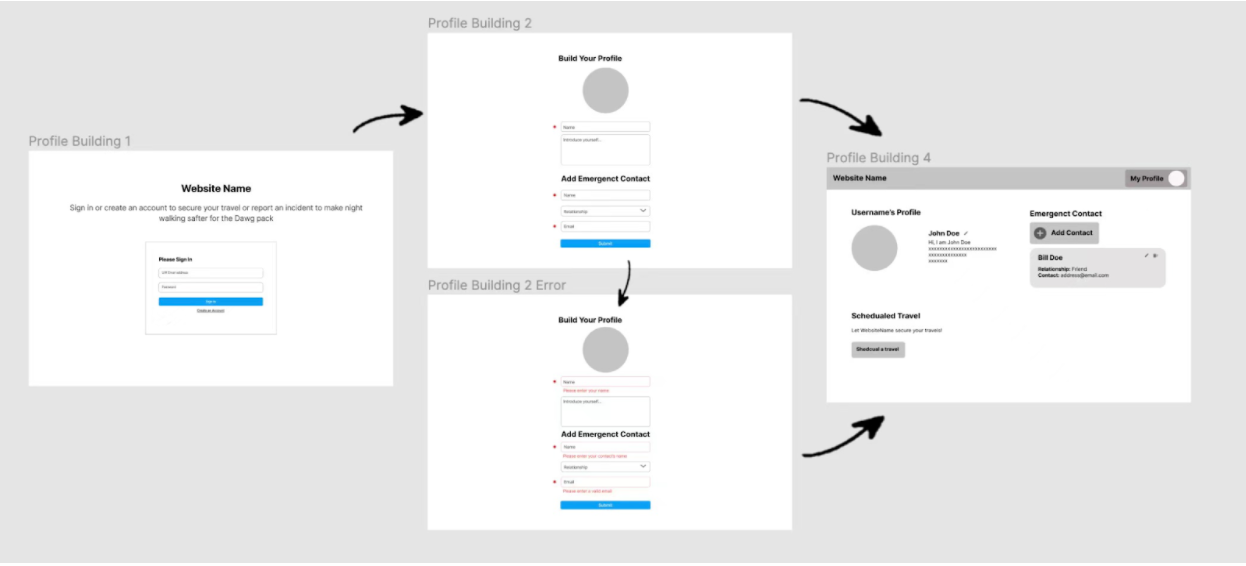 Profile Building 1
Website Name
Sign in or create an account to secure your travel or report an incident to make night
walking safter for the Dawg pack
Please Sign In
UW Email address
Password
Sign in
Create an Account
Profile Building 2
Build Your Profile
* Name
Introduce yourself...
Add Emergenct Contact
* Name
Relationship
* Email
Submit
Profile Building 2 Error
Build Your Profile
* Name
Please enter your name
Introduce yourself...
Add Emergenct Contact
* Name
Please enter your contact's name
Relationship
* Email
Please enter a valid email
Submit
Profile Building 4
Website Name
My Profile
Username's Profile
John Doe
Hi, I am John Doe
xxxxxxxxxxxxxxxxxxxxxxxx
xxxxxxxxxxxxxx
xxxxxxx
Emergenct Contact
Add Contact
Bill Doe
Relationship: Friend
Contact: address@email.com
Schedualed Travel
Let WebsiteName secure your travels!
Shedcual a travel